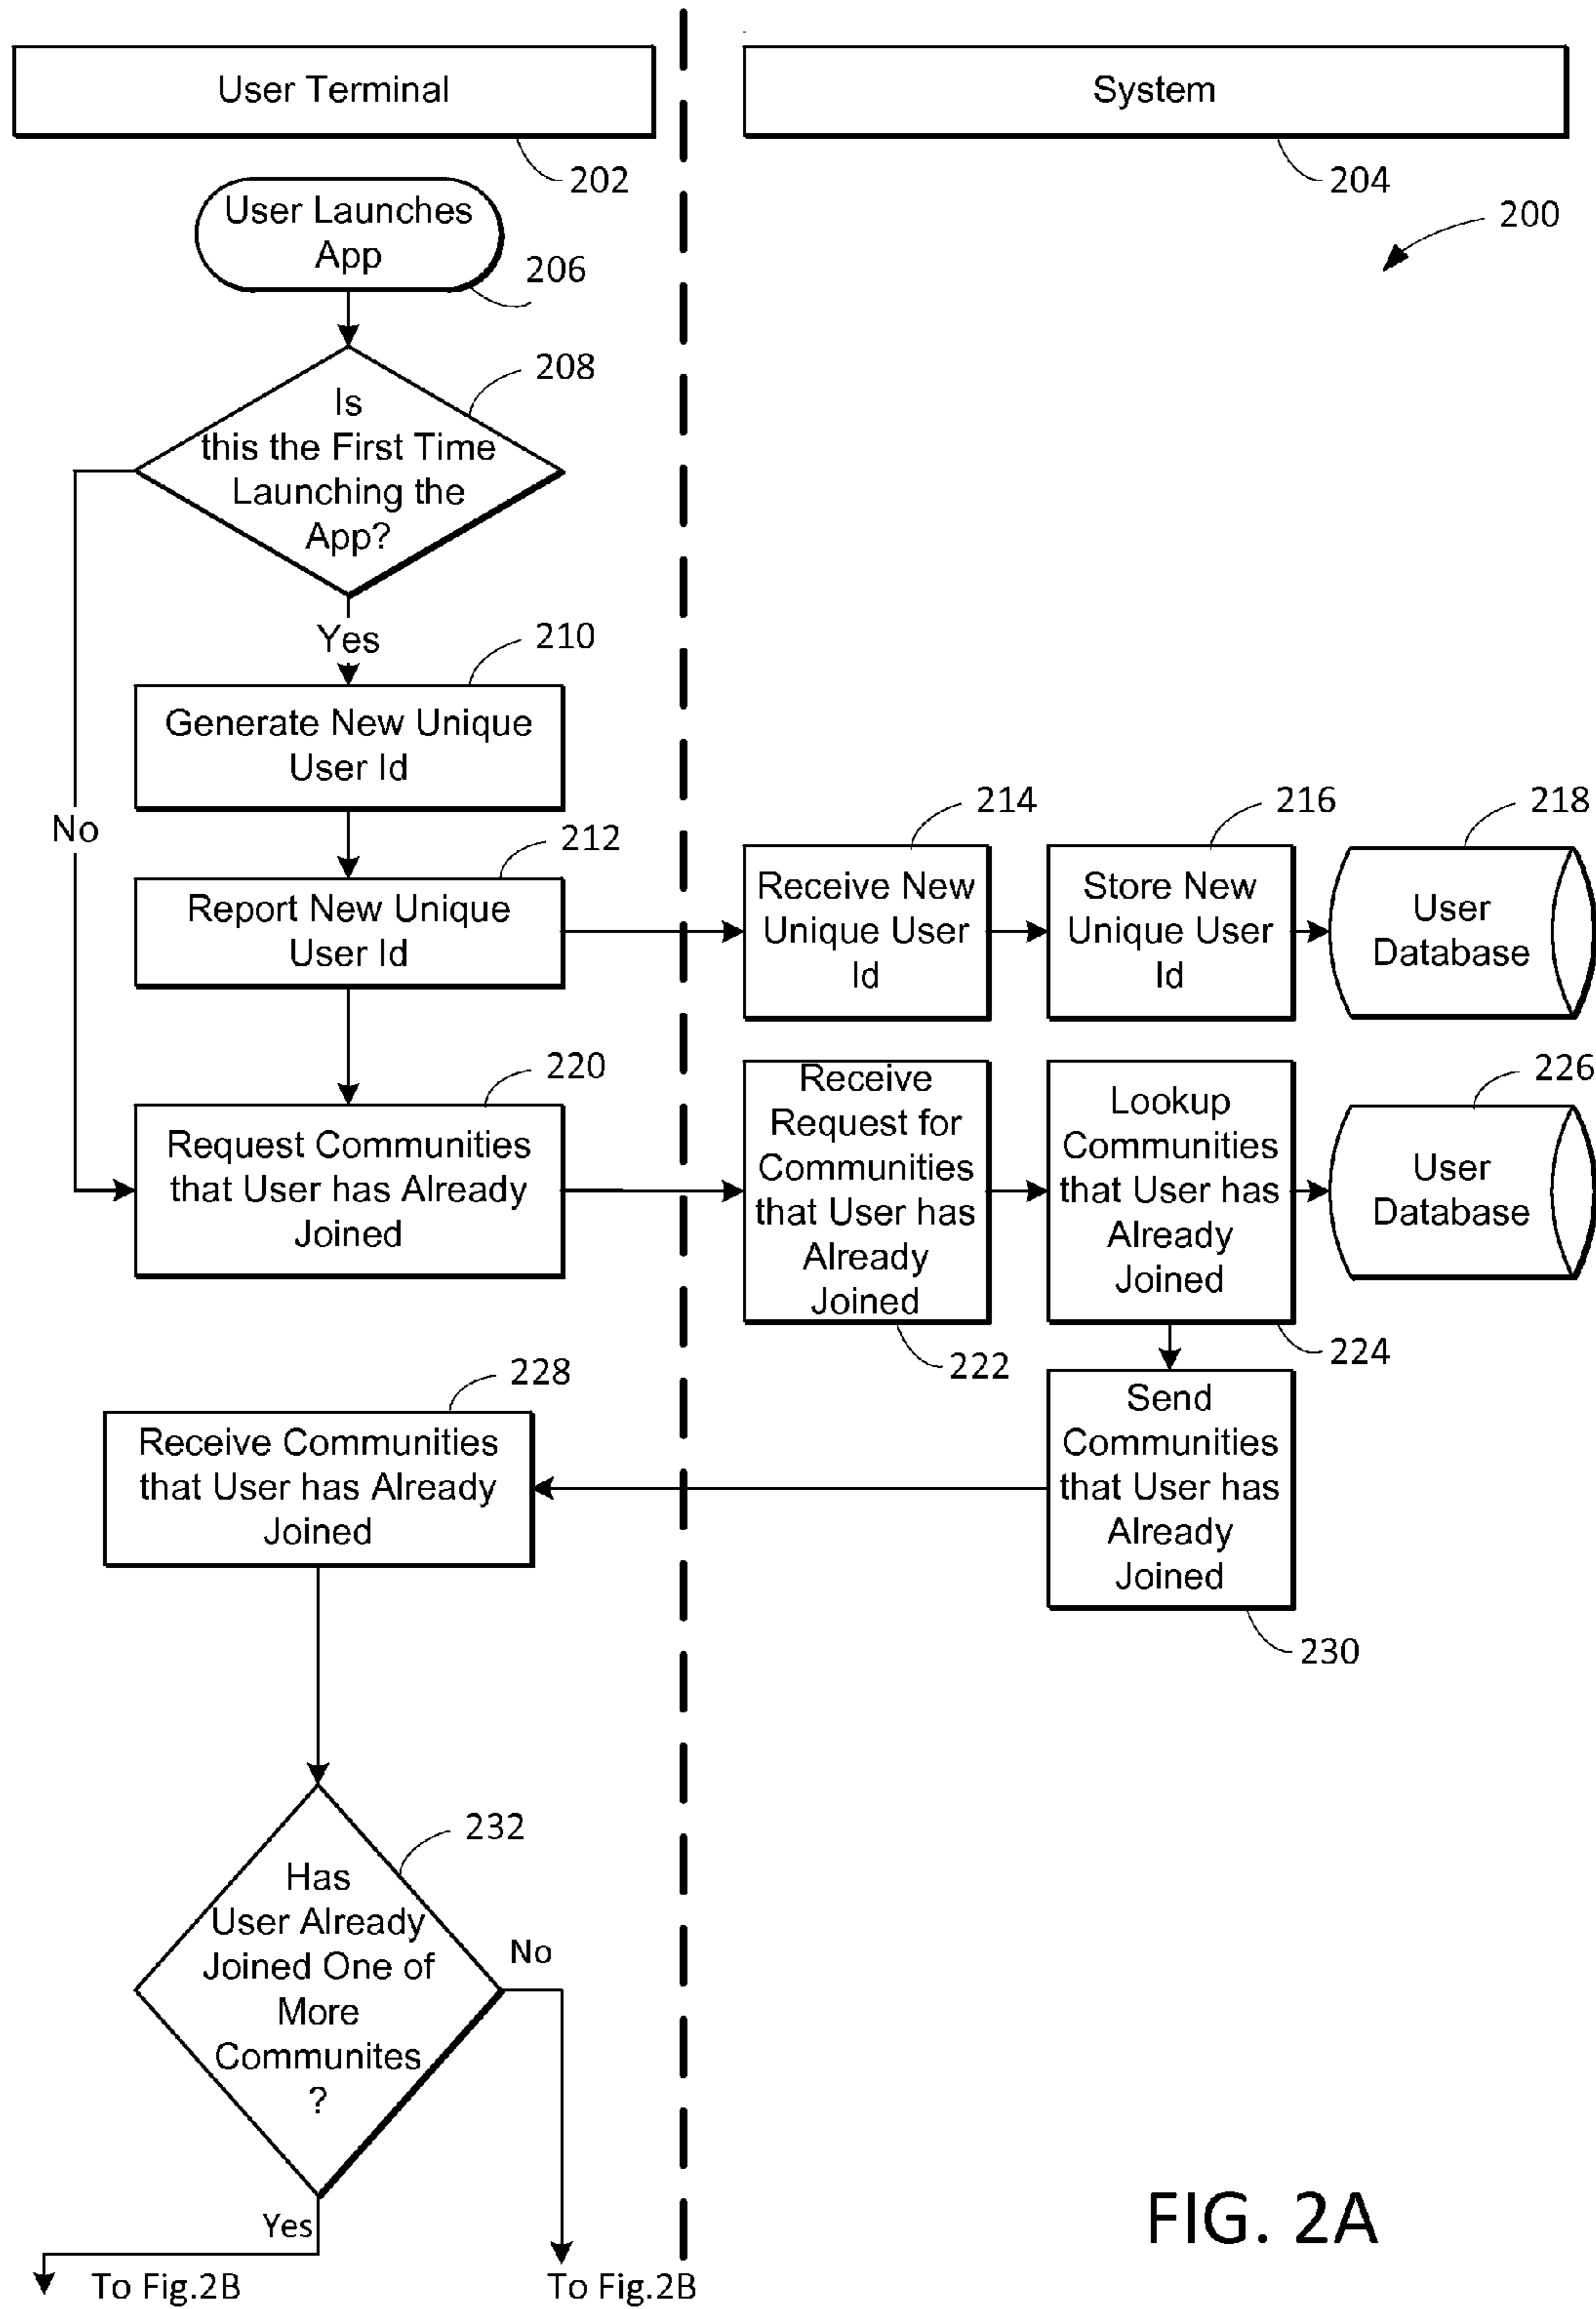 User Terminal
System
202
204
200
User Launches
App
206
208
Is
this the First Time
Launching the
App?
Yes
210
Generate New Unique
User Id
No
212
Report New Unique
User Id
214
Receive New
Unique User
Id
216
Store New
Unique User
Id
218
User
Database
220
Request Communities
that User has Already
Joined
Receive
Request for
Communities
that User has
Already
Joined
222
Lookup
Communities
that User has
Already
Joined
224
226
User
Database
228
Receive Communities
that User has Already
Joined
Send
Communities
that User has
Already
Joined
230
232
Has
User Already
Joined One of
More
Communites
?
No
Yes
To Fig.2B
To Fig.2B
FIG. 2A